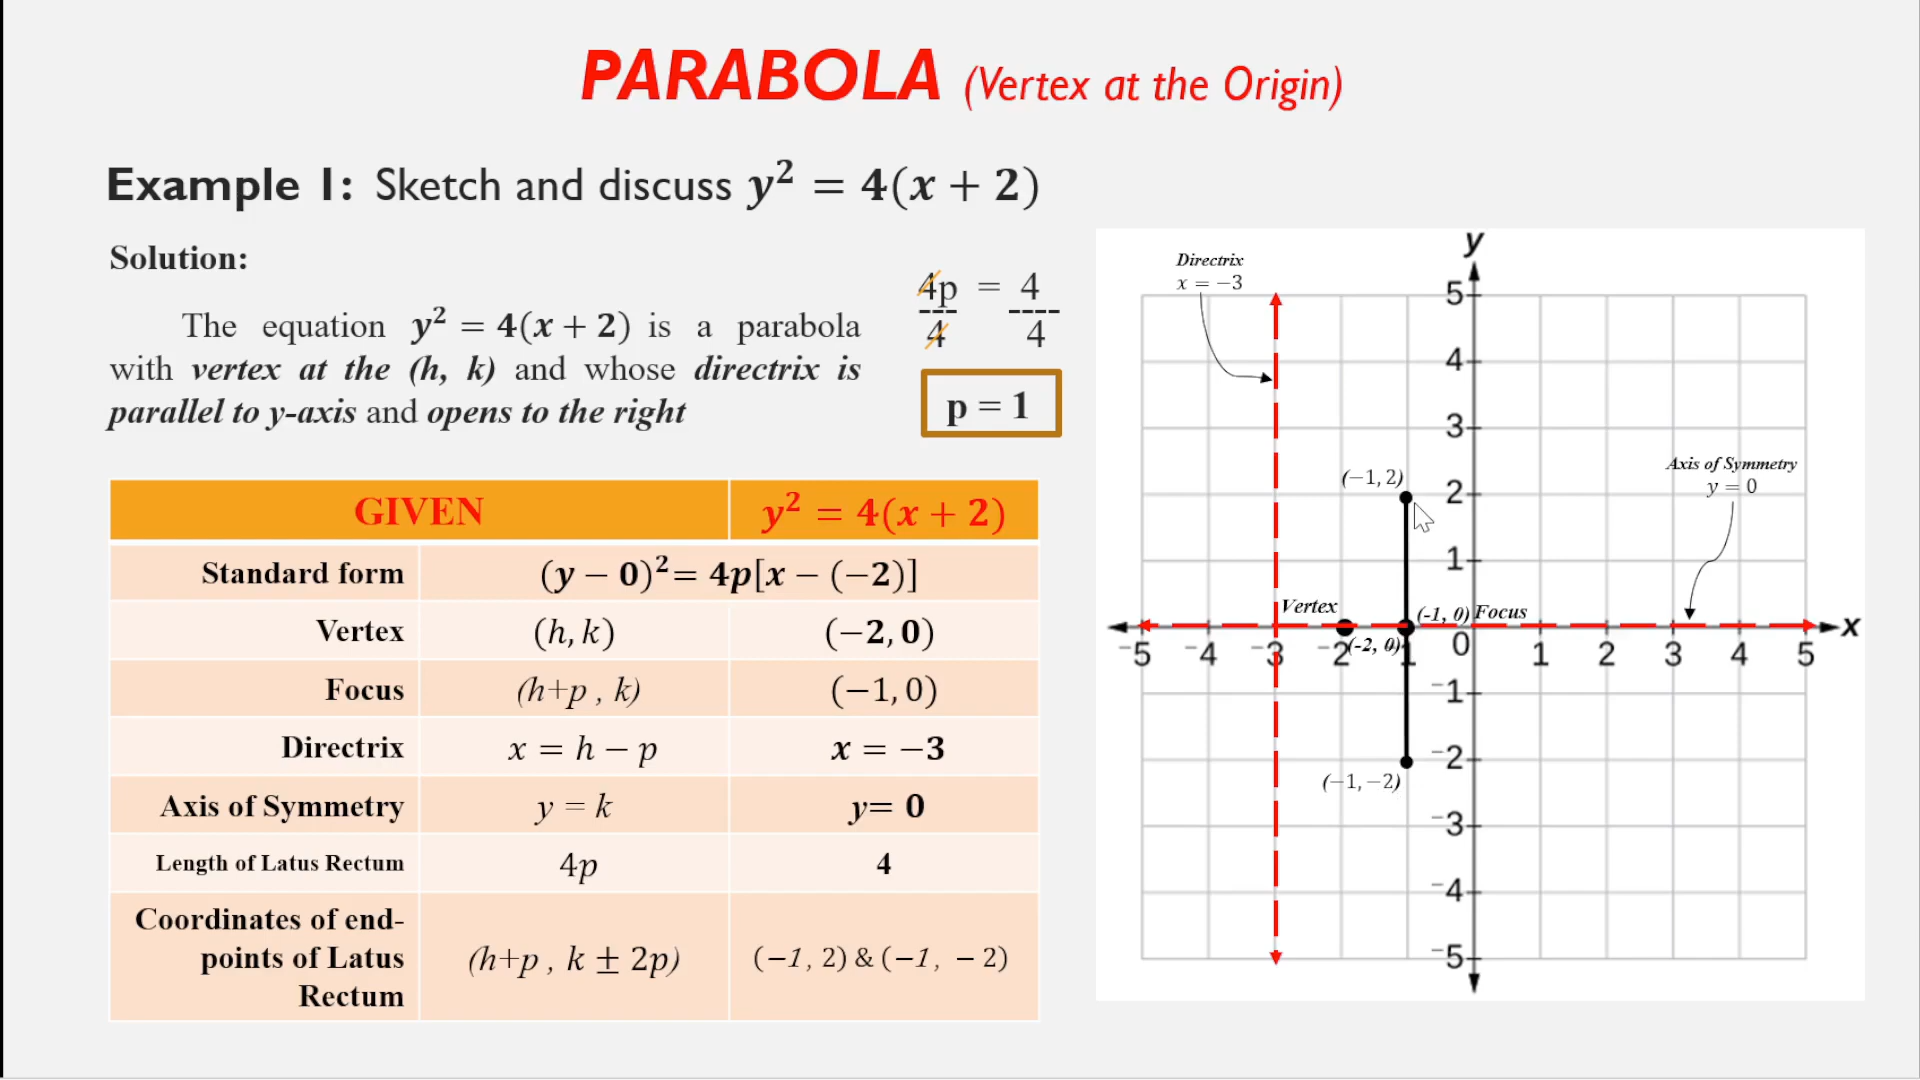 PARABOLA (Vertex at the Origin)
Example 1: Sketch and discuss y² = 4(x + 2)
Solution:
The equation y² = 4(x + 2) is a parabola
with vertex at the (h, k) and whose directrix is
parallel to y-axis and opens to the right
4p = 4
4 4
p = 1
GIVEN y² = 4(x + 2)
Standard form (y − 0)²= 4p[x − (−2)]
Vertex (h, k) (−2, 0)
Focus (h+p , k) (−1, 0)
Directrix x = h − p x = −3
Axis of Symmetry y = k y= 0
Length of Latus Rectum 4p 4
Coordinates of end-
points of Latus (h+p , k ± 2p) (−1, 2) & (−1, − 2)
Rectum
y
Directrix
x = −3
5
4
3
Axis of Symmetry
y = 0
(−1, 2)
2
1
Vertex (-1, 0) Focus
x
(-2, 0)
−5 −4 −3 −2 1 0 1 2 3 4 5
−1
−2
(−1, −2)
−3
−4
−5